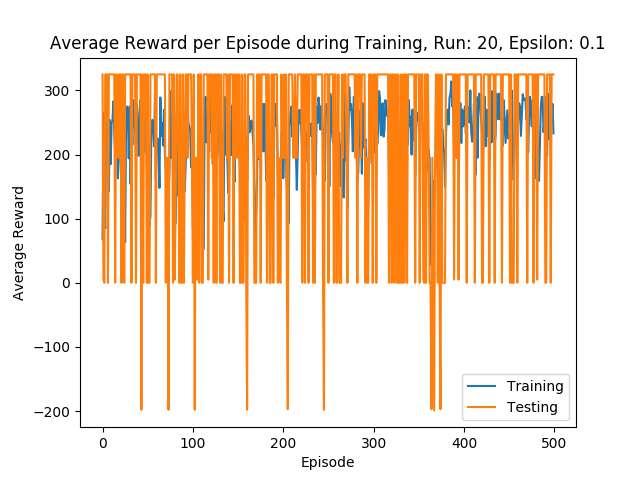 Average Reward per Episode during Training, Run: 20, Epsilon: 0.1
300
200
100
0
−100
−200
Average Reward
0 100 200 300 400 500
Episode
Training
Testing